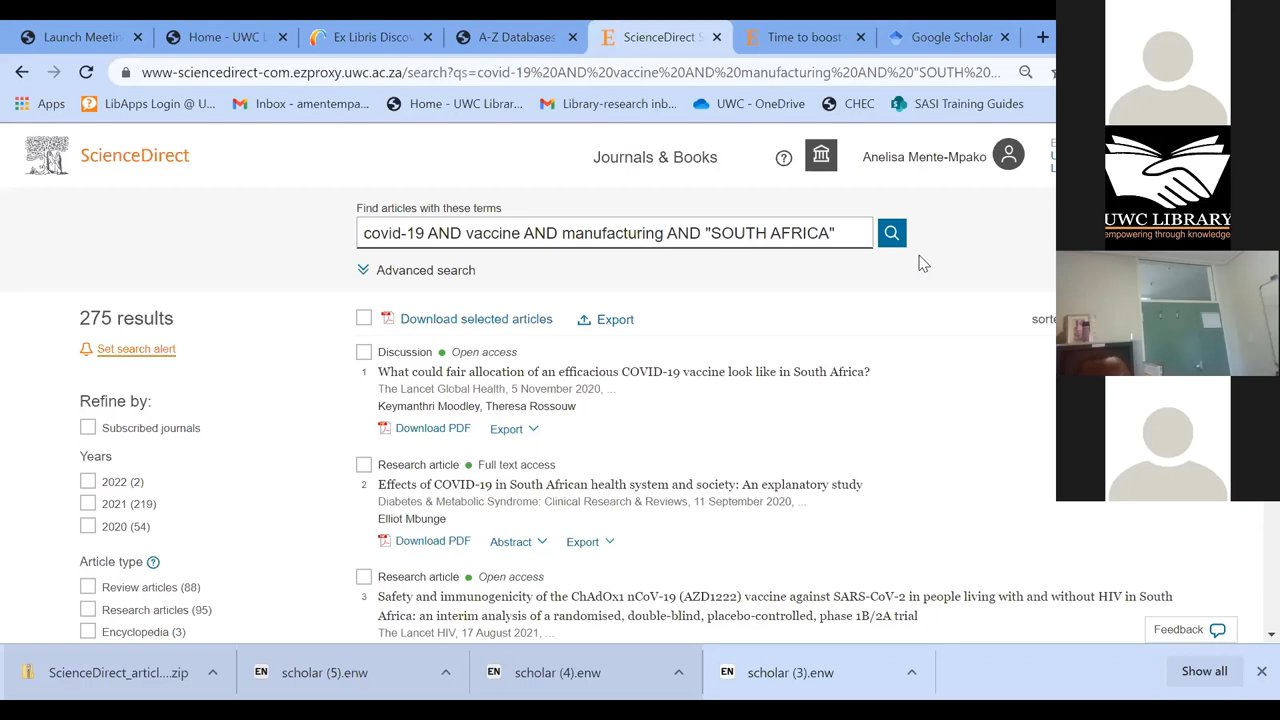 Launch Meetin
Home - UWC L
Ex Libris Disco
A-Z Databases
ScienceDirect S
Time to boost
Google Scholar
www-sciencedirect-com.ezproxy.uwc.ac.za/search?qs=covid-19%20AND%20vaccine%20AND%20manufacturing%20AND%20"SOUTH%20...
Apps
LibApps Login @ U...
Inbox - amentempa...
Home - UWC Librar...
Library-research inb...
UWC - OneDrive
CHEC
SASI Training Guides
ScienceDirect
Journals & Books
?
Anelisa Mente-Mpako
Find articles with these terms
covid-19 AND vaccine AND manufacturing AND "SOUTH AFRICA"
Advanced search
275 results
Set search alert
Refine by:
Subscribed journals
Years
2022 (2)
2021 (219)
2020 (54)
Article type ?
Review articles (88)
Research articles (95)
Encyclopedia (3)
Download selected articles
Export
sorte
Discussion Open access
1 What could fair allocation of an efficacious COVID-19 vaccine look like in South Africa?
The Lancet Global Health, 5 November 2020, ...
Keymanthri Moodley, Theresa Rossouw
Download PDF Export
Research article Full text access
2 Effects of COVID-19 in South African health system and society: An explanatory study
Diabetes & Metabolic Syndrome: Clinical Research & Reviews, 11 September 2020, ...
Elliot Mbunge
Download PDF Abstract Export
Research article Open access
3 Safety and immunogenicity of the ChAdOx1 nCoV-19 (AZD1222) vaccine against SARS-CoV-2 in people living with and without HIV in South
Africa: an interim analysis of a randomised, double-blind, placebo-controlled, phase 1B/2A trial
The Lancet HIV, 17 August 2021, ...
Feedback
UWC LIBRARY
empowering through knowledge
ScienceDirect_articl....zip
EN scholar (5).enw
EN scholar (4).enw
EN scholar (3).enw
Show all